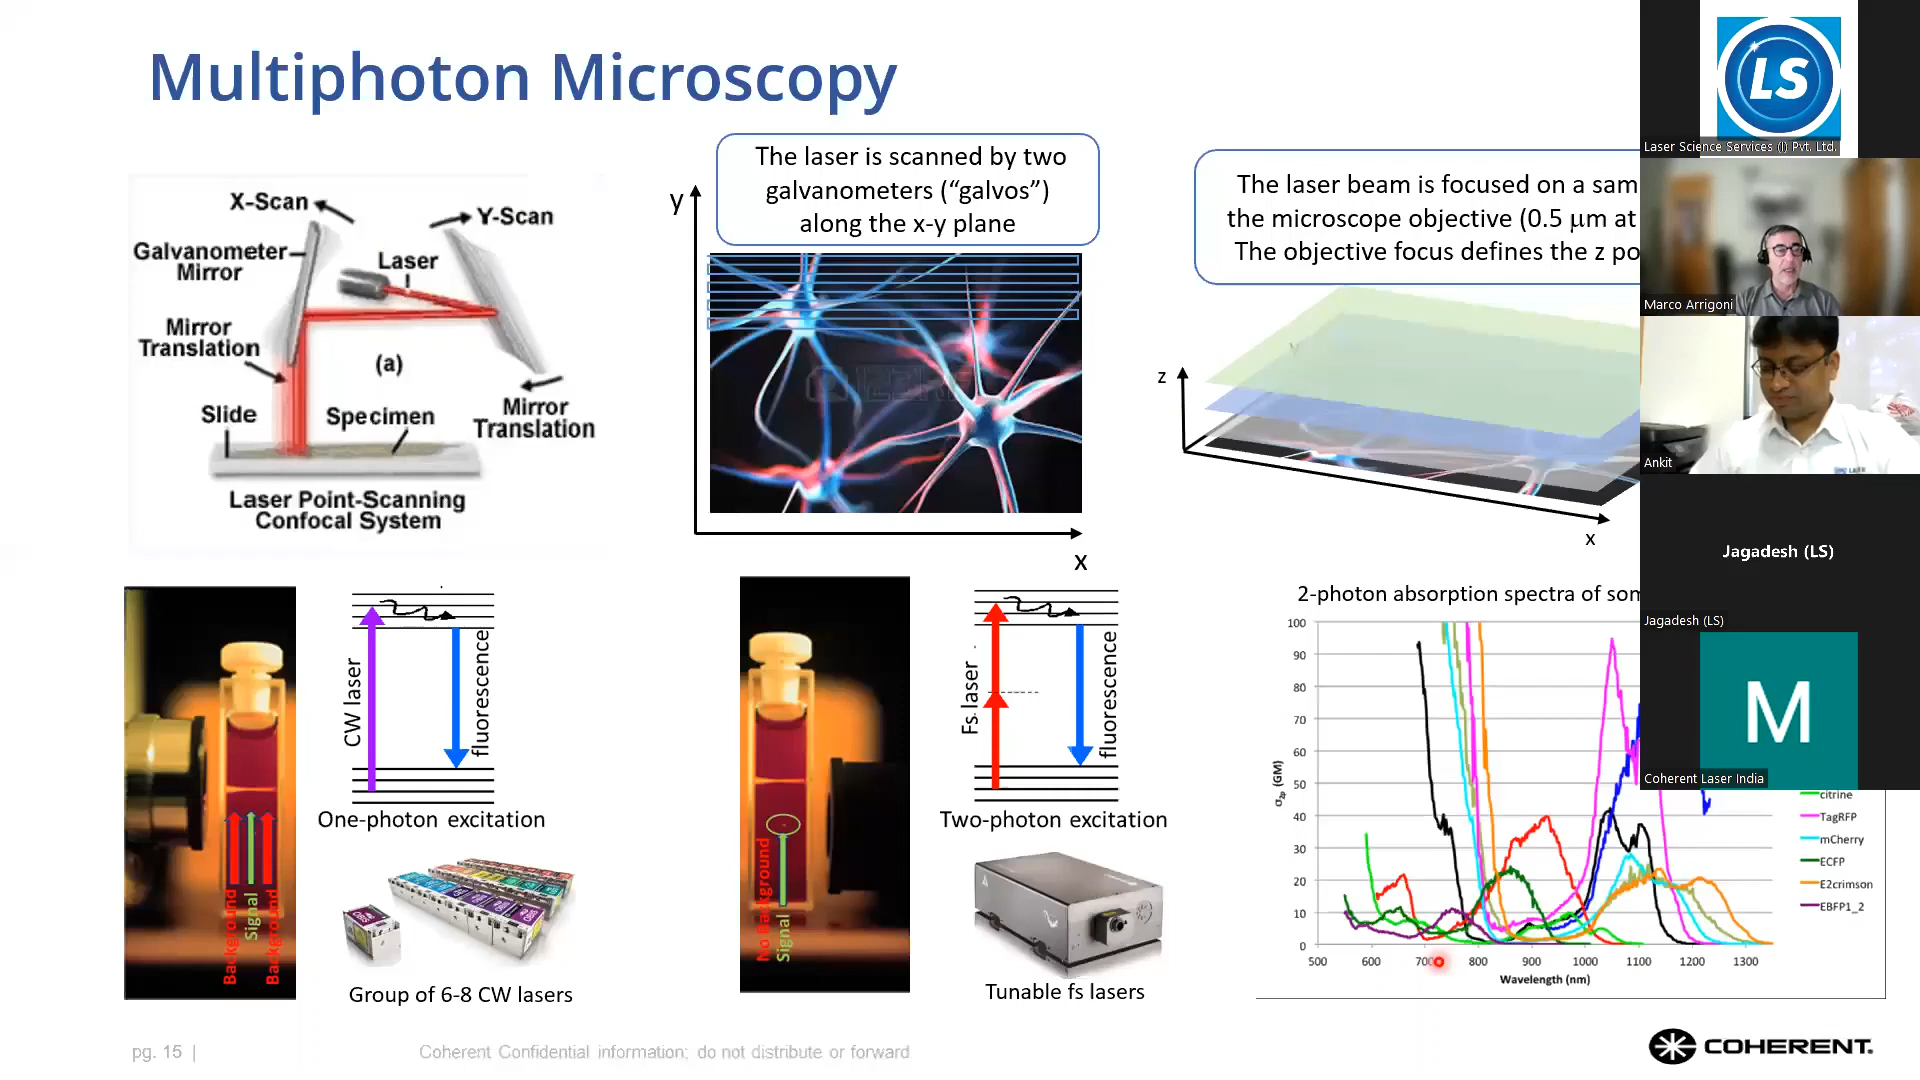 Multiphoton Microscopy
X-Scan
Y-Scan
Galvanometer
Mirror
Laser
Mirror
Translation
(a)
Slide
Specimen
Mirror
Translation
Laser Point-Scanning
Confocal System
The laser is scanned by two
galvanometers (“galvos”)
along the x-y plane
y
x
The laser beam is focused on a sam
the microscope objective (0.5 μm at
The objective focus defines the z po
z
y
x
Background
Signal
Background
CW laser
fluorescence
One-photon excitation
Group of 6-8 CW lasers
No Background
Signal
Fs laser
fluorescence
Two-photon excitation
Tunable fs lasers
2-photon absorption spectra of som
100
90
80
70
60
50
40
30
20
10
0
σ2p (GM)
500 600 700 800 900 1000 1100 1200 1300
Wavelength (nm)
citrine
TagRFP
mCherry
ECFP
E2crimson
EBFP1_2
LS
Laser Science Services (I) Pvt. Ltd.
Marco Arrigoni
Ankit
Jagadesh (LS)
Jagadesh (LS)
M
Coherent Laser India
pg. 15 |
Coherent Confidential information; do not distribute or forward
COHERENT.